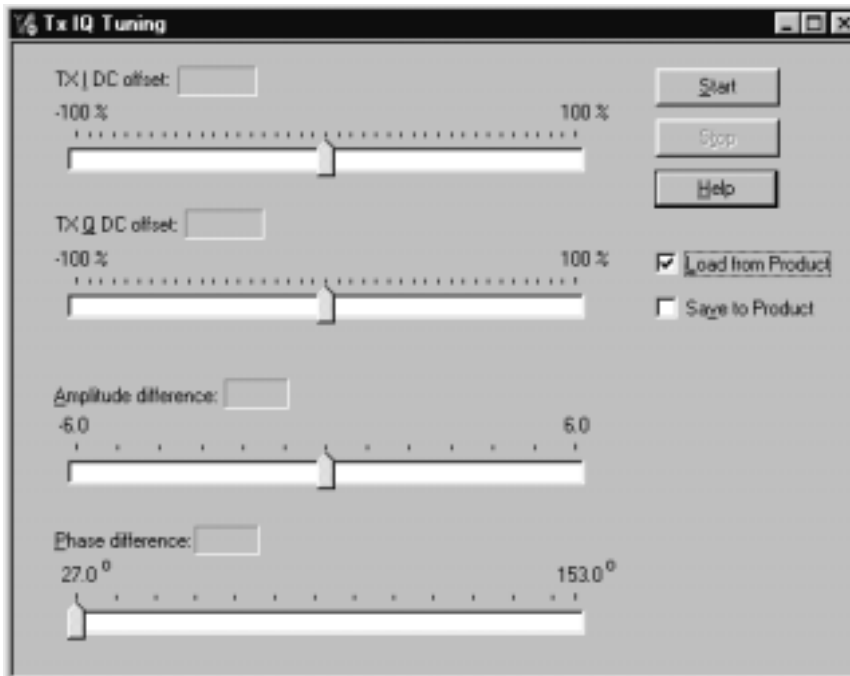 Tx IQ Tuning
TX I DC offset:
-100 % 100 %
TX Q DC offset:
-100 % 100 %
Amplitude difference:
-6.0 6.0
Phase difference:
27.0 º 153.0 º
Start
Stop
Help
Load from Product
Save to Product